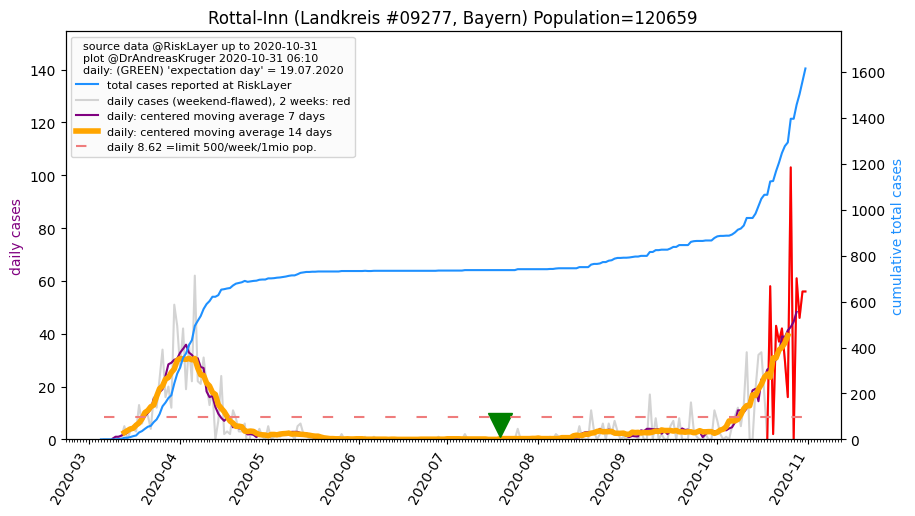 Rottal-Inn (Landkreis #09277, Bayern) Population=120659
source data @RiskLayer up to 2020-10-31
plot @DrAndreasKruger 2020-10-31 06:10
daily: (GREEN) 'expectation day' = 19.07.2020
total cases reported at RiskLayer
daily cases (weekend-flawed), 2 weeks: red
daily: centered moving average 7 days
daily: centered moving average 14 days
daily 8.62 =limit 500/week/1mio pop.
daily cases
140
120
100
80
60
40
20
0
cumulative total cases
1600
1400
1200
1000
800
600
400
200
0
2020-03
2020-04
2020-05
2020-06
2020-07
2020-08
2020-09
2020-10
2020-11